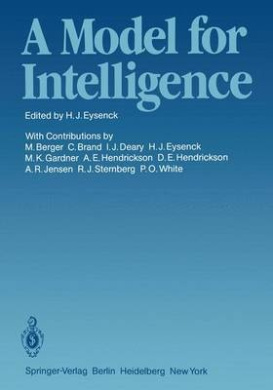 A Model for
Intelligence
Edited by H. J. Eysenck
With Contributions by
M. Berger C. Brand I. J. Deary H. J. Eysenck
M. K. Gardner A. E. Hendrickson D. E. Hendrickson
A. R. Jensen R. J. Sternberg P. O. White
Springer-Verlag Berlin Heidelberg New York